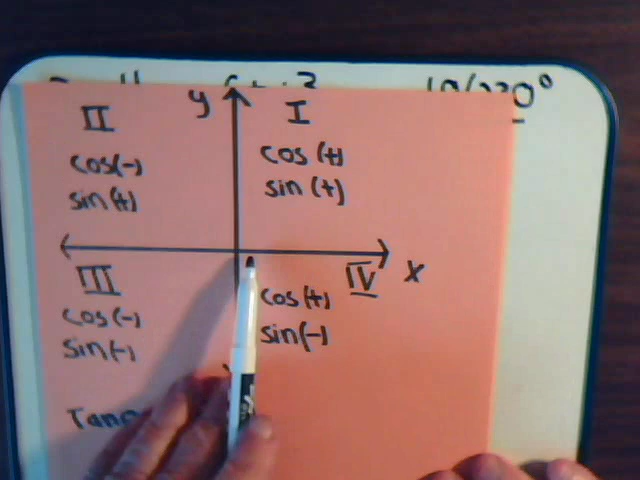 y
II
I
cos(-)
cos(+)
sin(+)
sin(+)
x
III
IV
cos(-)
cos(+)
sin(-)
sin(-)